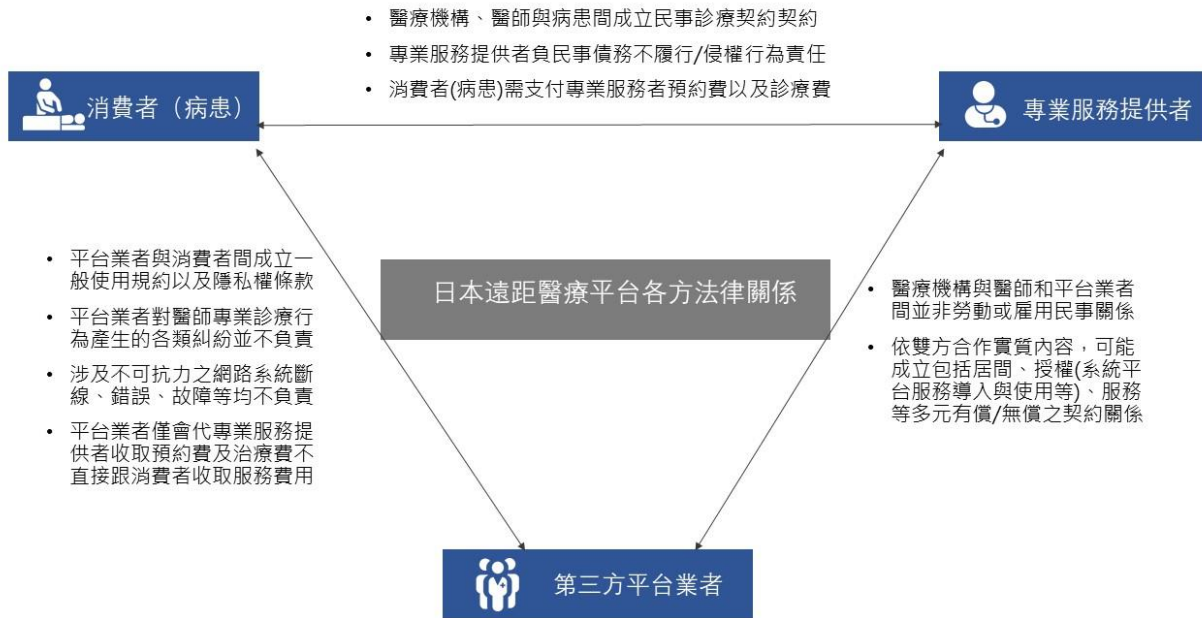 • 醫療機構、醫師與病患間成立民事診療契約契約
• 專業服務提供者負民事債務不履行/侵權行為責任
• 消費者(病患)需支付專業服務者預約費以及診療費
消費者（病患）
專業服務提供者
• 平台業者與消費者間成立一
般使用規約以及隱私權條款
• 平台業者對醫師專業診療行
為產生的各類糾紛並不負責
• 涉及不可抗力之網路系統斷
線、錯誤、故障等均不負責
• 平台業者僅會代專業服務提
供者收取預約費及治療費不
直接跟消費者收取服務費用
日本遠距醫療平台各方法律關係
• 醫療機構與醫師和平台業者
間並非勞動或雇用民事關係
• 依雙方合作實質內容，可能
成立包括居間、授權(系統平
台服務導入與使用等)、服務
等多元有償/無償之契約關係
第三方平台業者